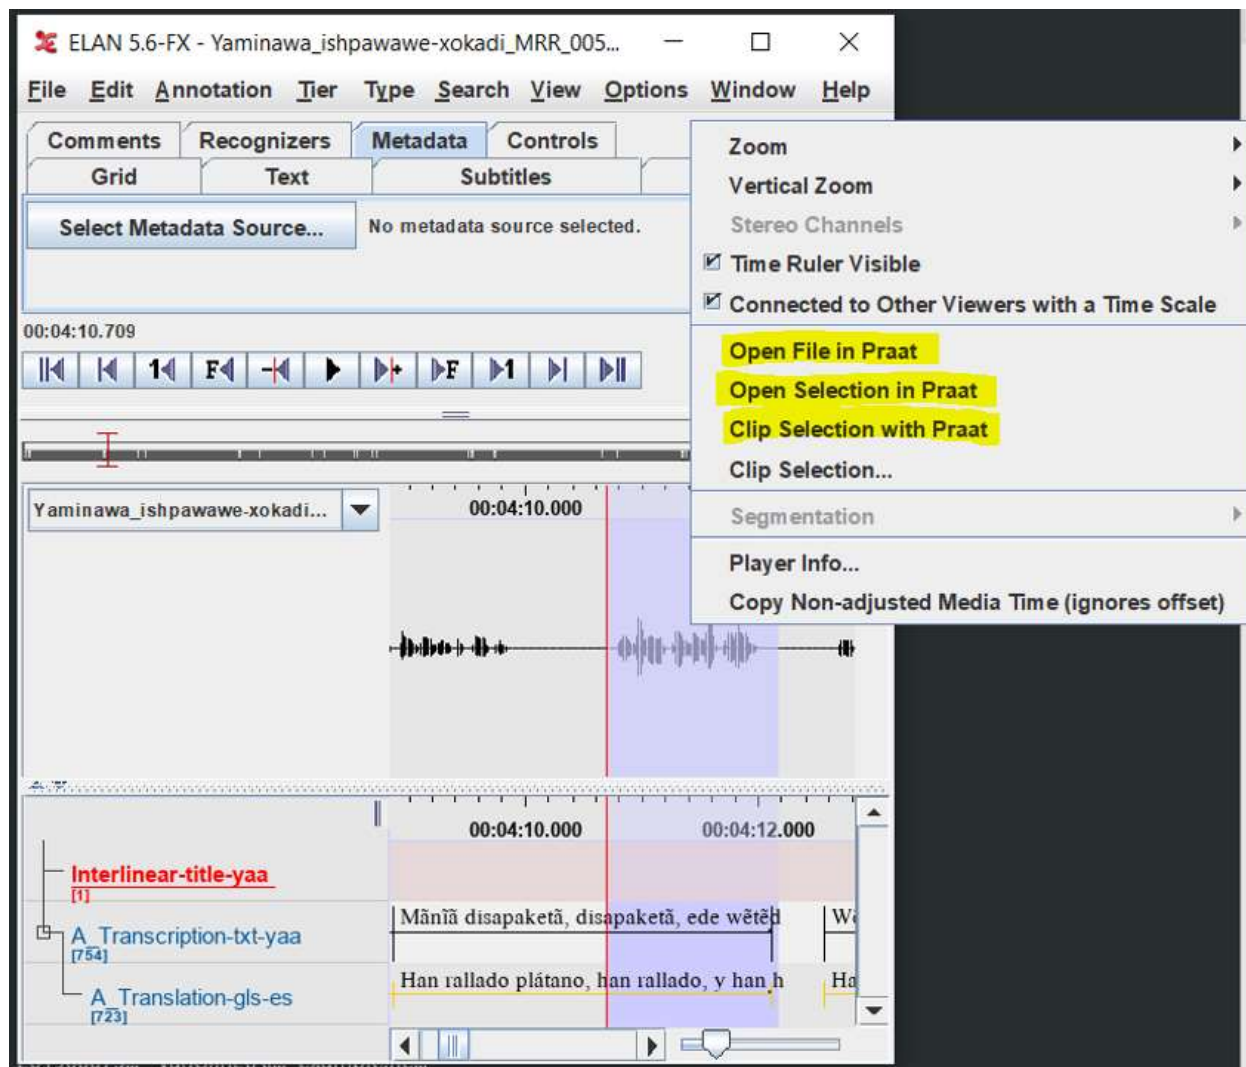 ELAN 5.6-FX - Yaminawa_ishpawawe-xokadi_MRR_005...
File Edit Annotation Tier Type Search View Options Window Help
Comments Recognizers Metadata Controls
Grid Text Subtitles
Select Metadata Source... No metadata source selected.
00:04:10.709
1 F + F 1
Zoom
Vertical Zoom
Stereo Channels
Time Ruler Visible
Connected to Other Viewers with a Time Scale
Open File in Praat
Open Selection in Praat
Clip Selection with Praat
Clip Selection...
Segmentation
Player Info...
Copy Non-adjusted Media Time (ignores offset)
Yaminawa_ishpawawe-xokadi...
00:04:10.000
00:04:10.000 00:04:12.000
Interlinear-title-yaa
[1]
A_Transcription-txt-yaa
[754]
Mãnĩã disapaketã, disapaketã, ede wẽtẽd
A_Translation-gls-es
[723]
Han rallado plátano, han rallado, y han h Ha